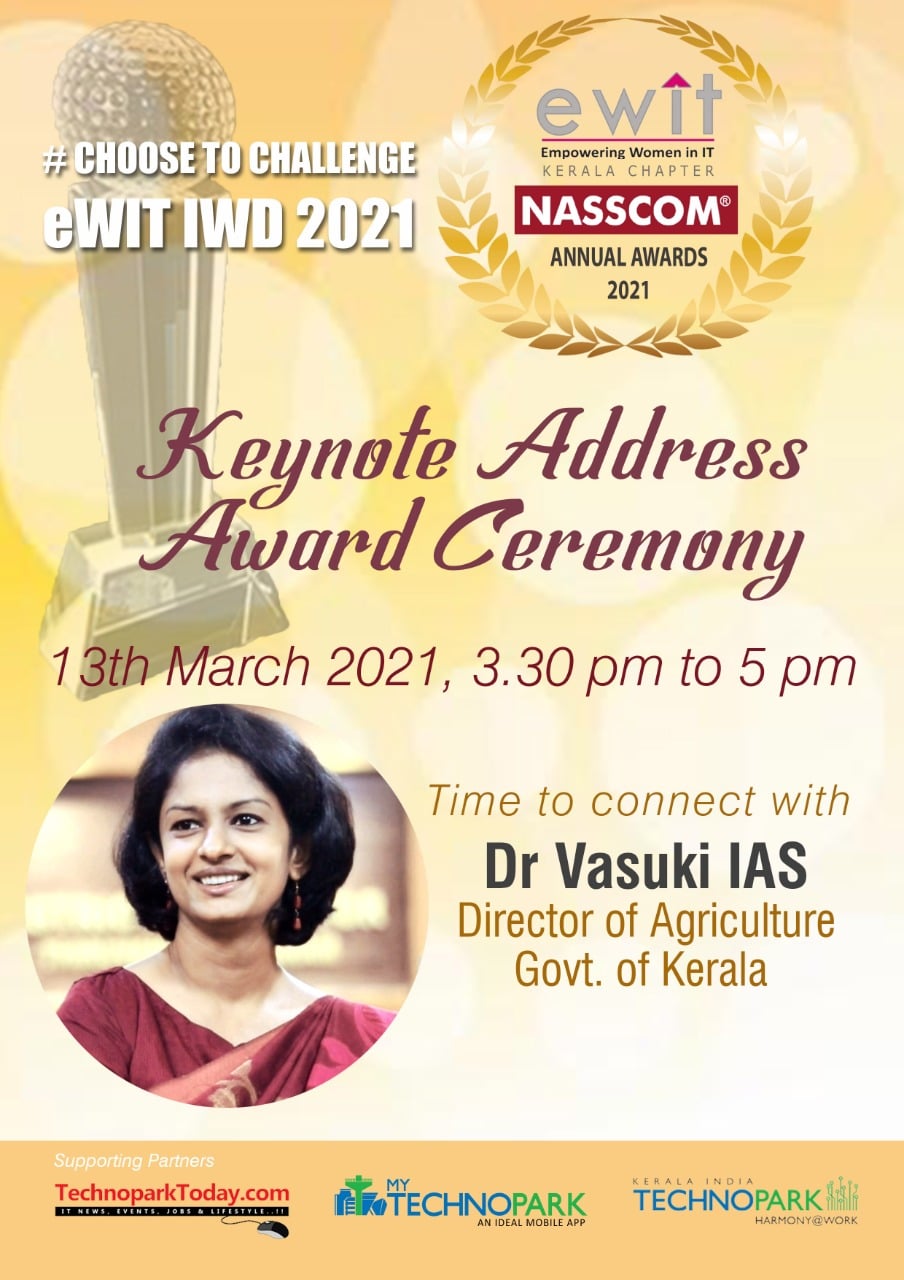 # CHOOSE TO CHALLENGE
eWIT IWD 2021
ewit
Empowering Women in IT
KERALA CHAPTER
NASSCOM®
ANNUAL AWARDS
2021
Keynote Address
Award Ceremony
13th March 2021, 3.30 pm to 5 pm
Time to connect with
Dr Vasuki IAS
Director of Agriculture
Govt. of Kerala
Supporting Partners
TechnoparkToday.com
IT NEWS, EVENTS, JOBS & LIFESTYLE..!!
MY
TECHNOPARK
AN IDEAL MOBILE APP
KERALA INDIA
TECHNOPARK
HARMONY@WORK